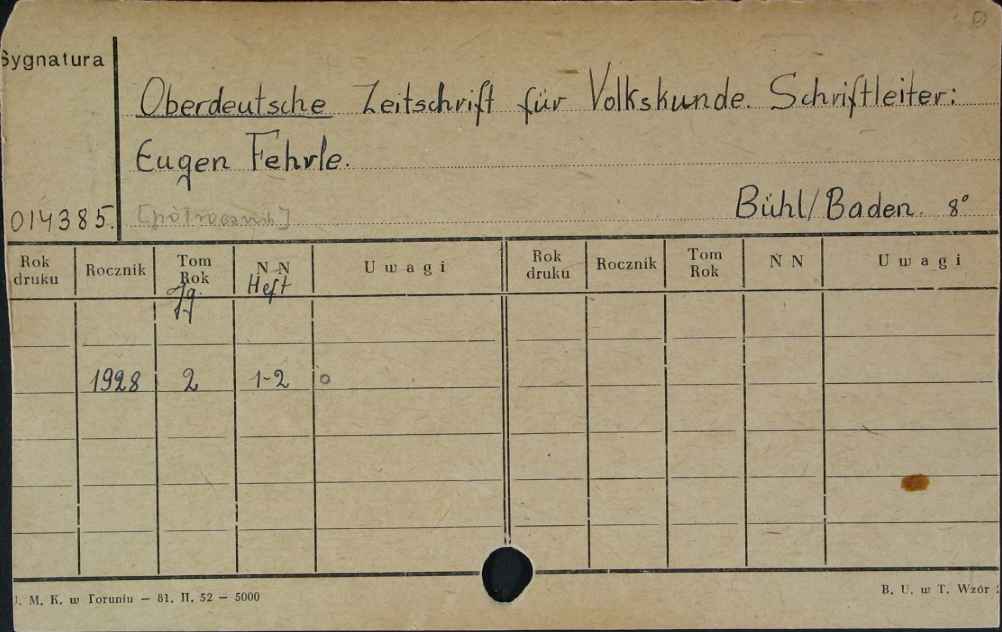 Sygnatura
Oberdeutsche Zeitschrift für Volkskunde. Schriftleiter:
Eugen Fehrle.
014385. [półrocznik] Bühl/Baden. 8°
Rok druku Rocznik Tom Rok N N Uwagi Rok druku Rocznik Tom Rok N N Uwagi
Jg. Heft
1928 2 1-2 o
U. M. K. w Toruniu — 81. II. 52 — 5000 B. U. w T. Wzór